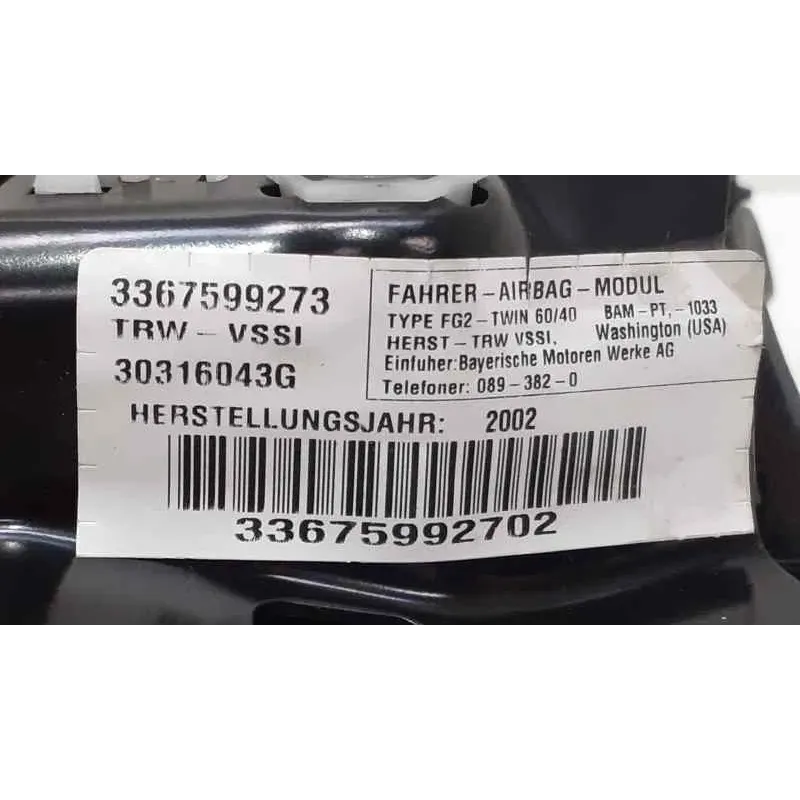 3367599273
TRW - VSSI
30316043G
FAHRER-AIRBAG-MODUL
TYPE FG2-TWIN 60/40 BAM-PT,-1033
HERST-TRW VSSI, Washington (USA)
Einfuher:Bayerische Motoren Werke AG
Telefoner: 089-382-0
HERSTELLUNGSJAHR: 2002
33675992702